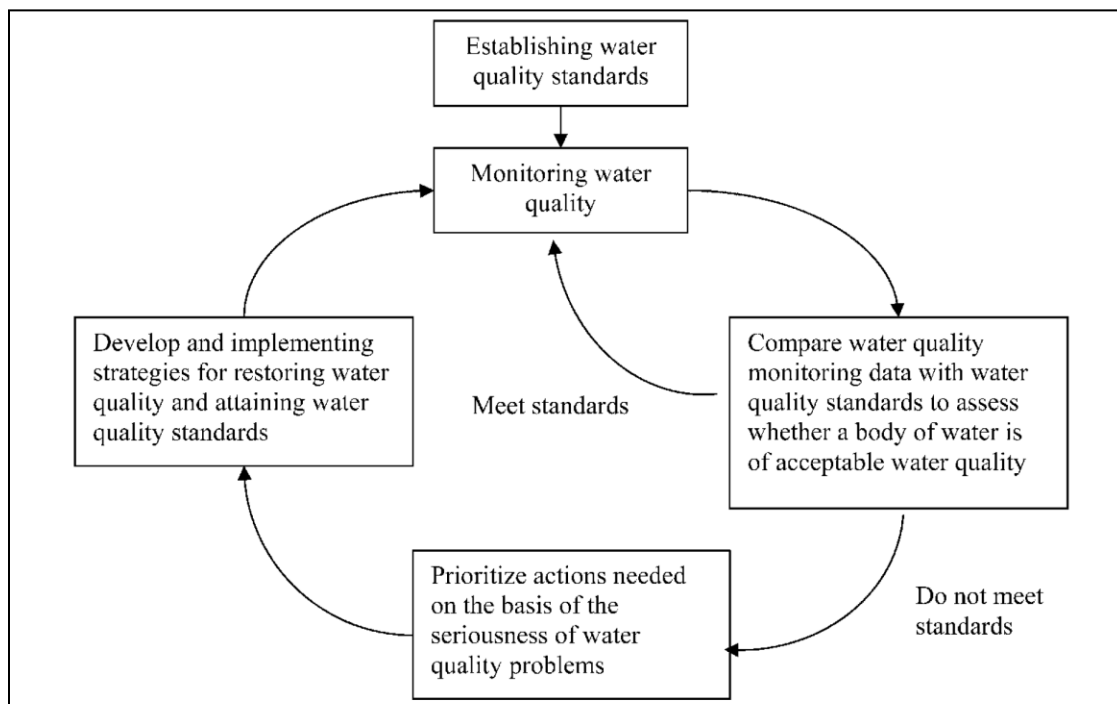 Establishing water
quality standards
Monitoring water
quality
Develop and implementing
strategies for restoring water
quality and attaining water
quality standards
Meet standards
Compare water quality
monitoring data with water
quality standards to assess
whether a body of water is
of acceptable water quality
Prioritize actions needed
on the basis of the
seriousness of water
quality problems
Do not meet
standards